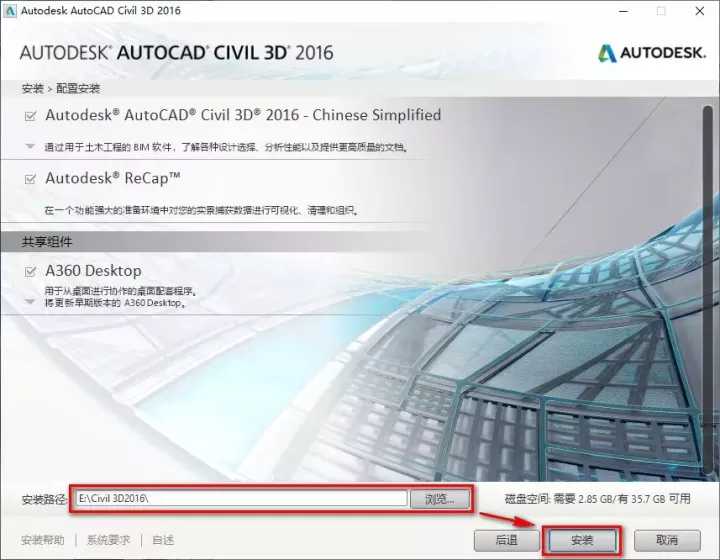 Autodesk AutoCAD Civil 3D 2016
AUTODESK® AUTOCAD® CIVIL 3D® 2016
AUTODESK.
安装 > 配置安装
Autodesk® AutoCAD® Civil 3D® 2016 - Chinese Simplified
通过用于土木工程的 BIM 软件，了解各种设计选择、分析性能以及提供更高质量的文档。
Autodesk® ReCap™
在一个功能强大的准备环境中对您的实景捕获数据进行可视化、清理和组织。
共享组件
A360 Desktop
用于从桌面进行协作的桌面配套程序。
将更新早期版本的 A360 Desktop。
安装路径: E:\Civil 3D2016\ 浏览... 磁盘空间: 需要 2.85 GB/有 35.7 GB 可用
安装帮助 | 系统要求 | 自述 后退 安装 取消